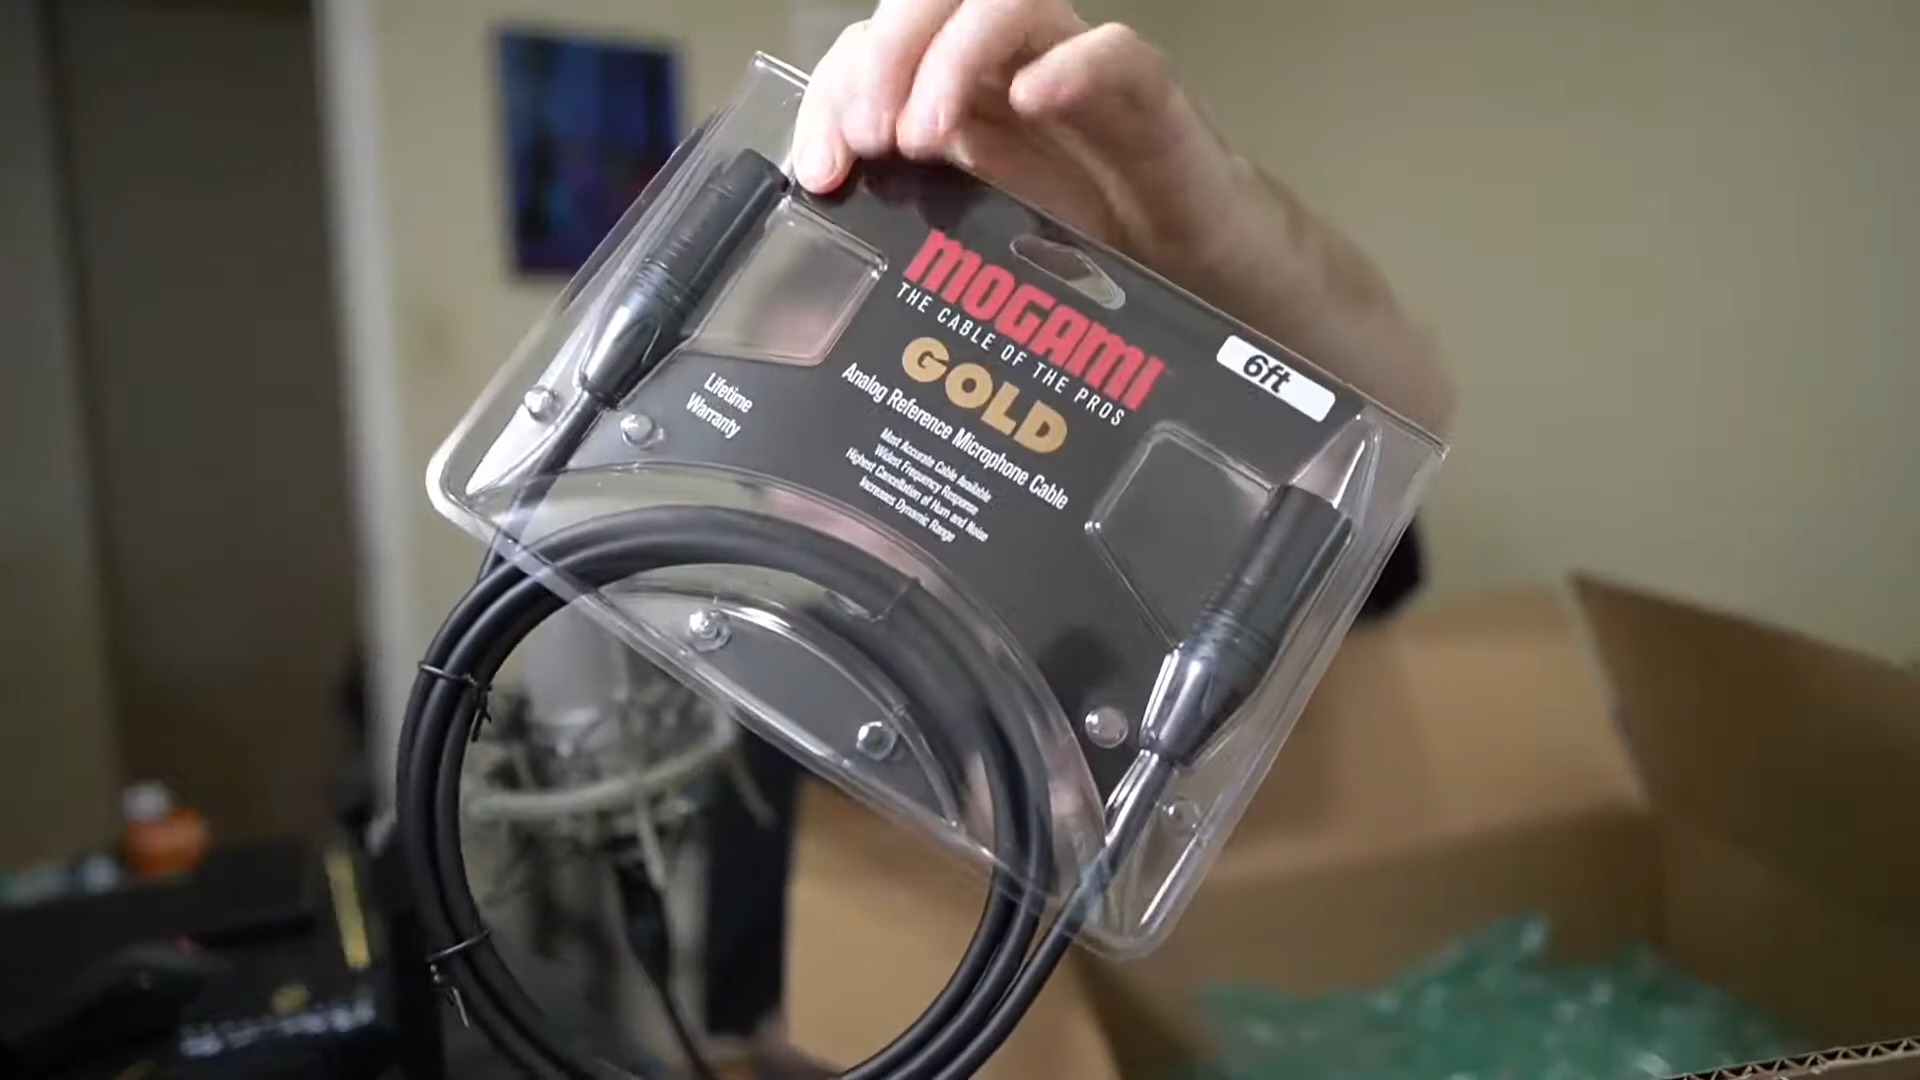 MOGAMI
THE CABLE OF THE PROS
GOLD
6ft
Analog Reference Microphone Cable
Lifetime
Warranty
Most Accurate Cable Available
Widest Frequency Response
Highest Cancellation of Hum and Noise
Increases Dynamic Range